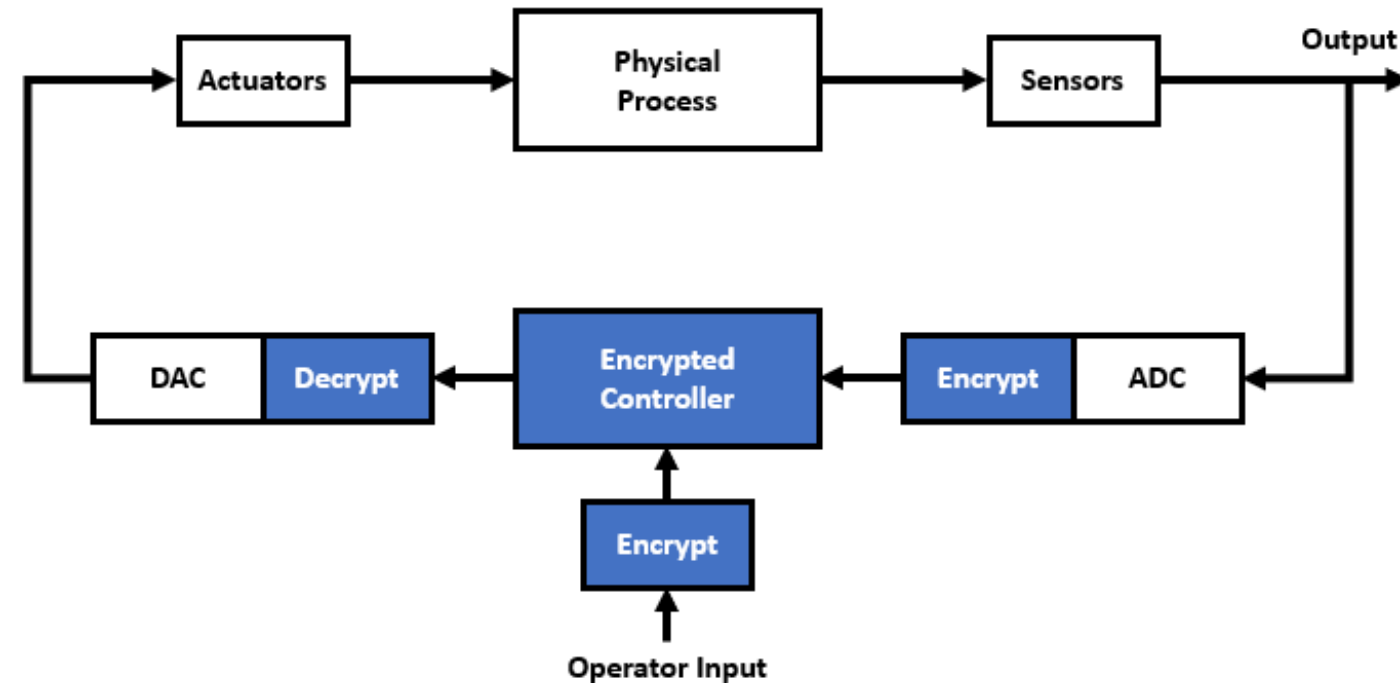 Output
Actuators
Physical
Process
Sensors
DAC
Decrypt
Encrypted
Controller
Encrypt
ADC
Encrypt
Operator Input